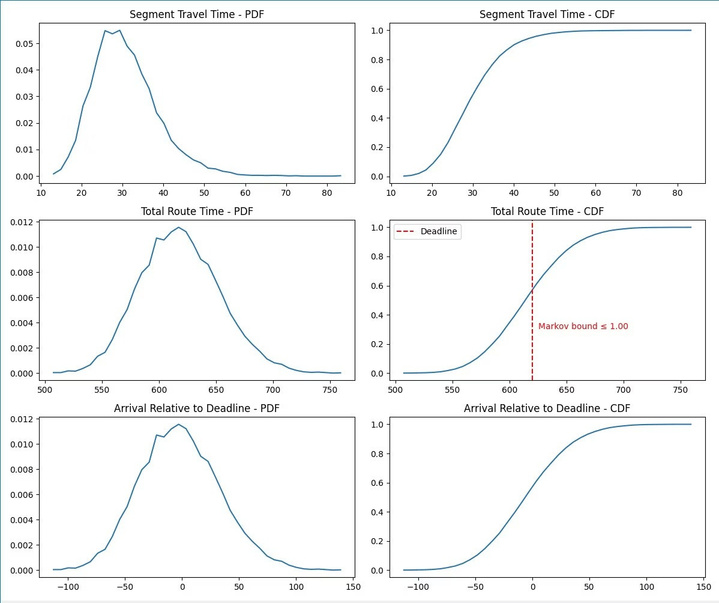 Segment Travel Time - PDF
0.05
0.04
0.03
0.02
0.01
0.00
10 20 30 40 50 60 70 80
Segment Travel Time - CDF
1.0
0.8
0.6
0.4
0.2
0.0
10 20 30 40 50 60 70 80
Total Route Time - PDF
0.012
0.010
0.008
0.006
0.004
0.002
0.000
500 550 600 650 700 750
Total Route Time - CDF
1.0
0.8
0.6
0.4
0.2
0.0
Deadline
Markov bound ≤ 1.00
500 550 600 650 700 750
Arrival Relative to Deadline - PDF
0.012
0.010
0.008
0.006
0.004
0.002
0.000
−100 −50 0 50 100 150
Arrival Relative to Deadline - CDF
1.0
0.8
0.6
0.4
0.2
0.0
−100 −50 0 50 100 150